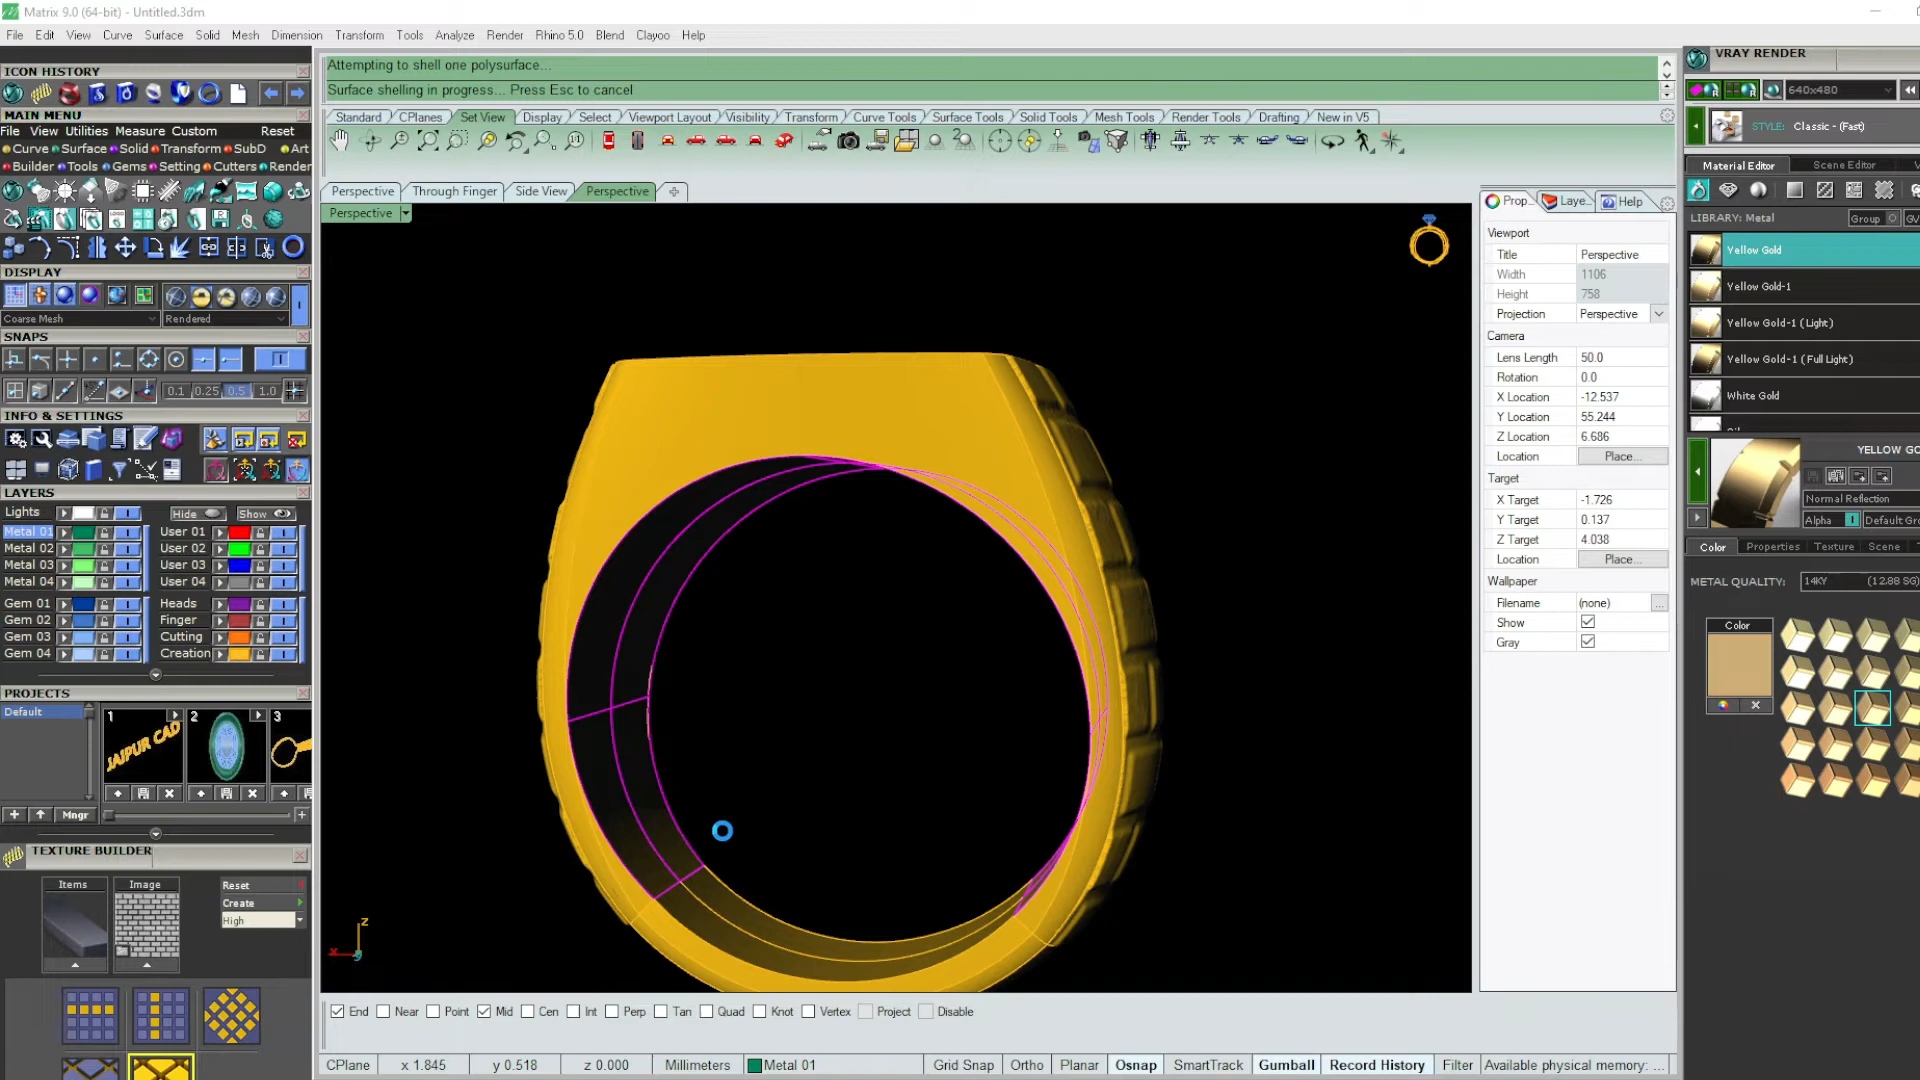 Matrix 9.0 (64-bit) - Untitled.3dm
File Edit View Curve Surface Solid Mesh Dimension Transform Tools Analyze Render Rhino 5.0 Blend Clayoo Help
ICON HISTORY
MAIN MENU
File View Utilities Measure Custom Reset
Curve Surface Solid Transform SubD Art
Builder Tools Gems Setting Cutters Render
DISPLAY
Coarse Mesh Rendered
SNAPS
0.1 0.25 0.5 1.0
INFO & SETTINGS
LAYERS
Lights Hide Show
Metal 01 User 01
Metal 02 User 02
Metal 03 User 03
Metal 04 User 04
Gem 01 Heads
Gem 02 Finger
Gem 03 Cutting
Gem 04 Creation
PROJECTS
Default
1 2 3
JAIPUR CAD
Mngr
TEXTURE BUILDER
Items Image Reset
Create
High
Attempting to shell one polysurface...
Surface shelling in progress... Press Esc to cancel
Standard CPlanes Set View Display Select Viewport Layout Visibility Transform Curve Tools Surface Tools Solid Tools Mesh Tools Render Tools Drafting New in V5
Perspective Through Finger Side View Perspective
Perspective
z
x
Prop... Laye... Help
Viewport
Title Perspective
Width 1106
Height 758
Projection Perspective
Camera
Lens Length 50.0
Rotation 0.0
X Location -12.537
Y Location 55.244
Z Location 6.686
Location Place...
Target
X Target -1.726
Y Target 0.137
Z Target 4.038
Location Place...
Wallpaper
Filename (none) ...
Show
Gray
End Near Point Mid Cen Int Perp Tan Quad Knot Vertex Project Disable
CPlane x 1.845 y 0.518 z 0.000 Millimeters Metal 01 Grid Snap Ortho Planar Osnap SmartTrack Gumball Record History Filter Available physical memory: ...
VRAY RENDER
640x480
STYLE: Classic - (Fast)
Material Editor Scene Editor
LIBRARY: Metal Group GV
Yellow Gold
Yellow Gold-1
Yellow Gold-1 (Light)
Yellow Gold-1 (Full Light)
White Gold
YELLOW GO
Normal Reflection
Alpha Default Gro
Color Properties Texture Scene
METAL QUALITY: 14KY (12.88 SG)
Color